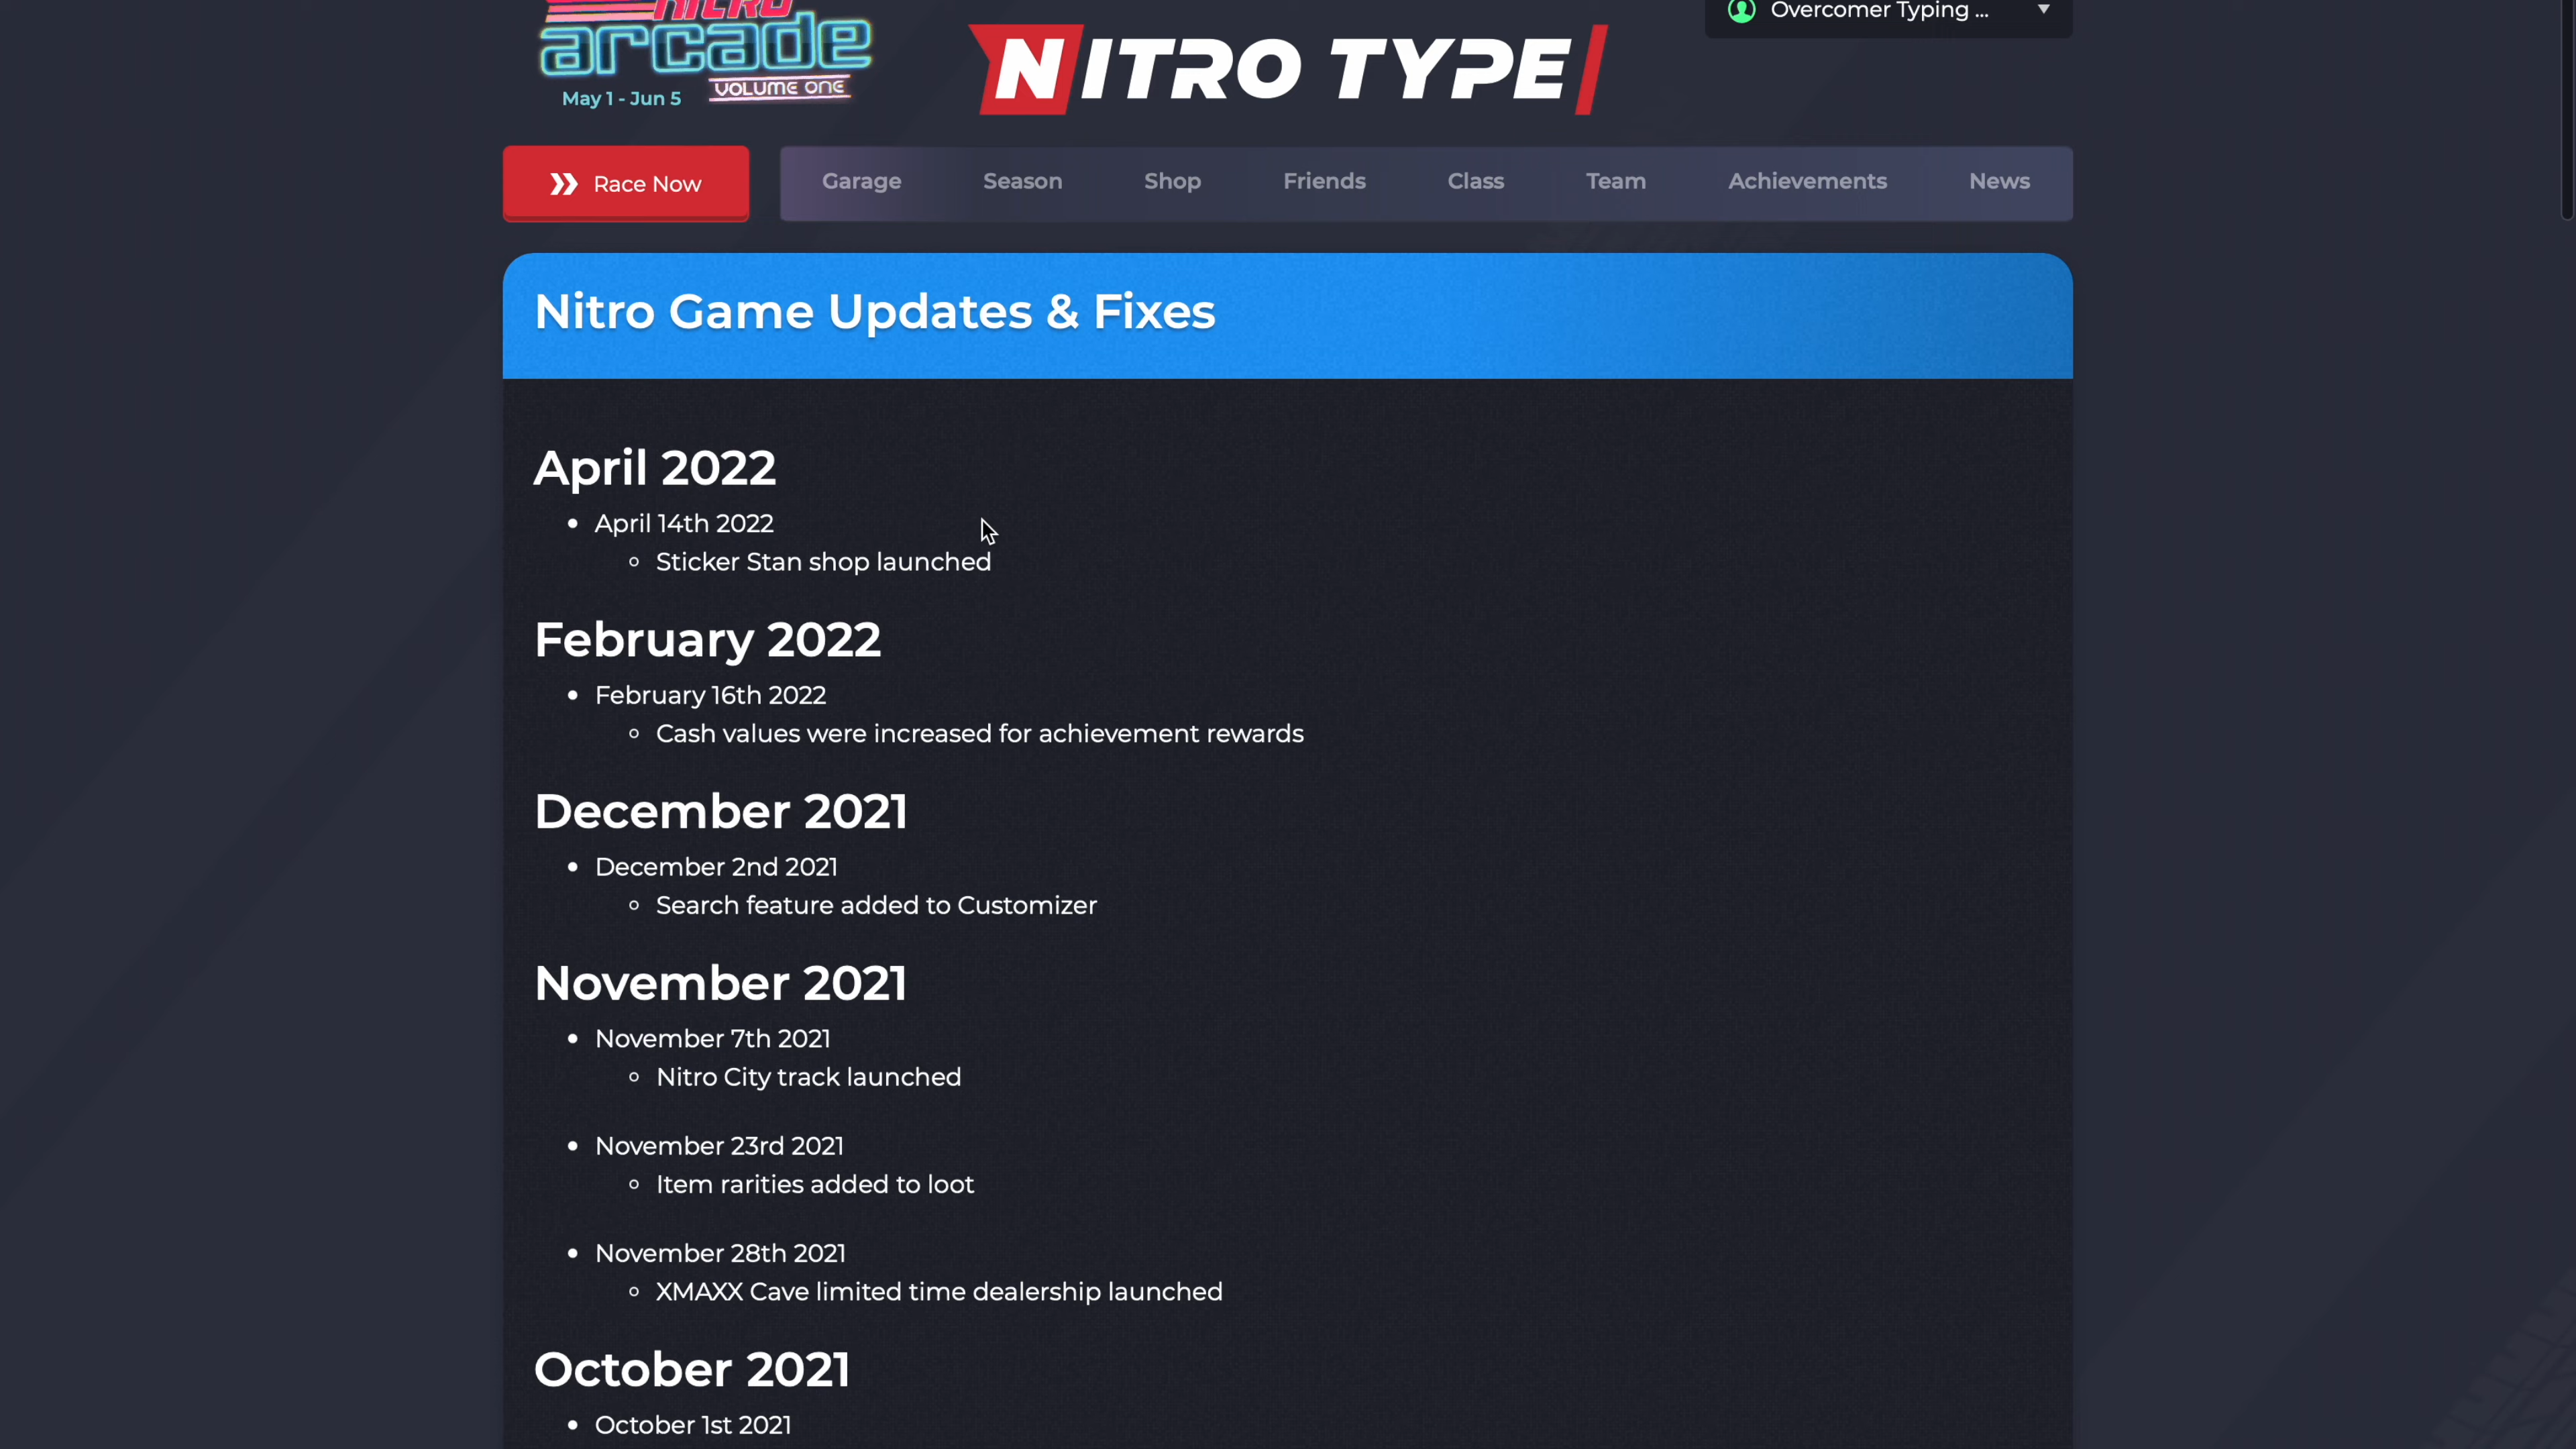 NITRO
arcade
VOLUME ONE
May 1 - Jun 5
NITRO TYPE
Overcomer Typing ...
Race Now
Garage
Season
Shop
Friends
Class
Team
Achievements
News
Nitro Game Updates & Fixes
April 2022
April 14th 2022
Sticker Stan shop launched
February 2022
February 16th 2022
Cash values were increased for achievement rewards
December 2021
December 2nd 2021
Search feature added to Customizer
November 2021
November 7th 2021
Nitro City track launched
November 23rd 2021
Item rarities added to loot
November 28th 2021
XMAXX Cave limited time dealership launched
October 2021
October 1st 2021